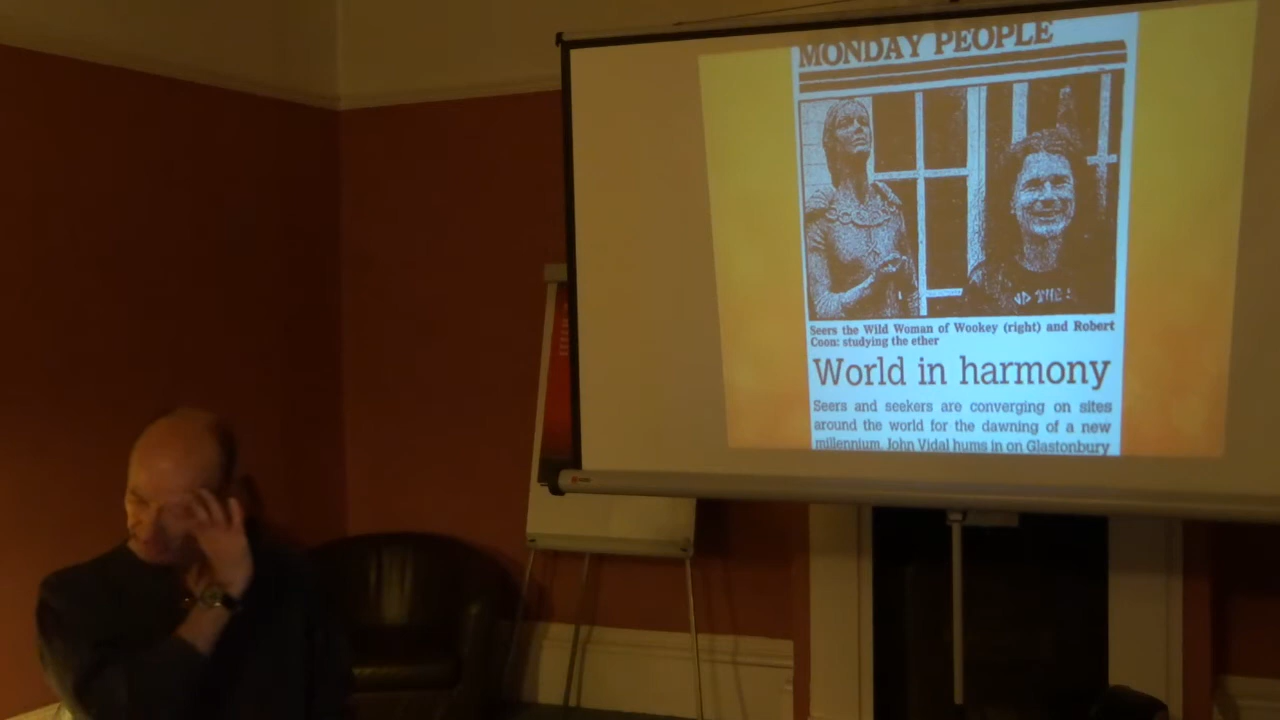 MONDAY PEOPLE
Seers the Wild Woman of Wookey (right) and Robert
Coon: studying the ether
World in harmony
Seers and seekers are converging on sites
around the world for the dawning of a new
millennium. John Vidal hums in on Glastonbury